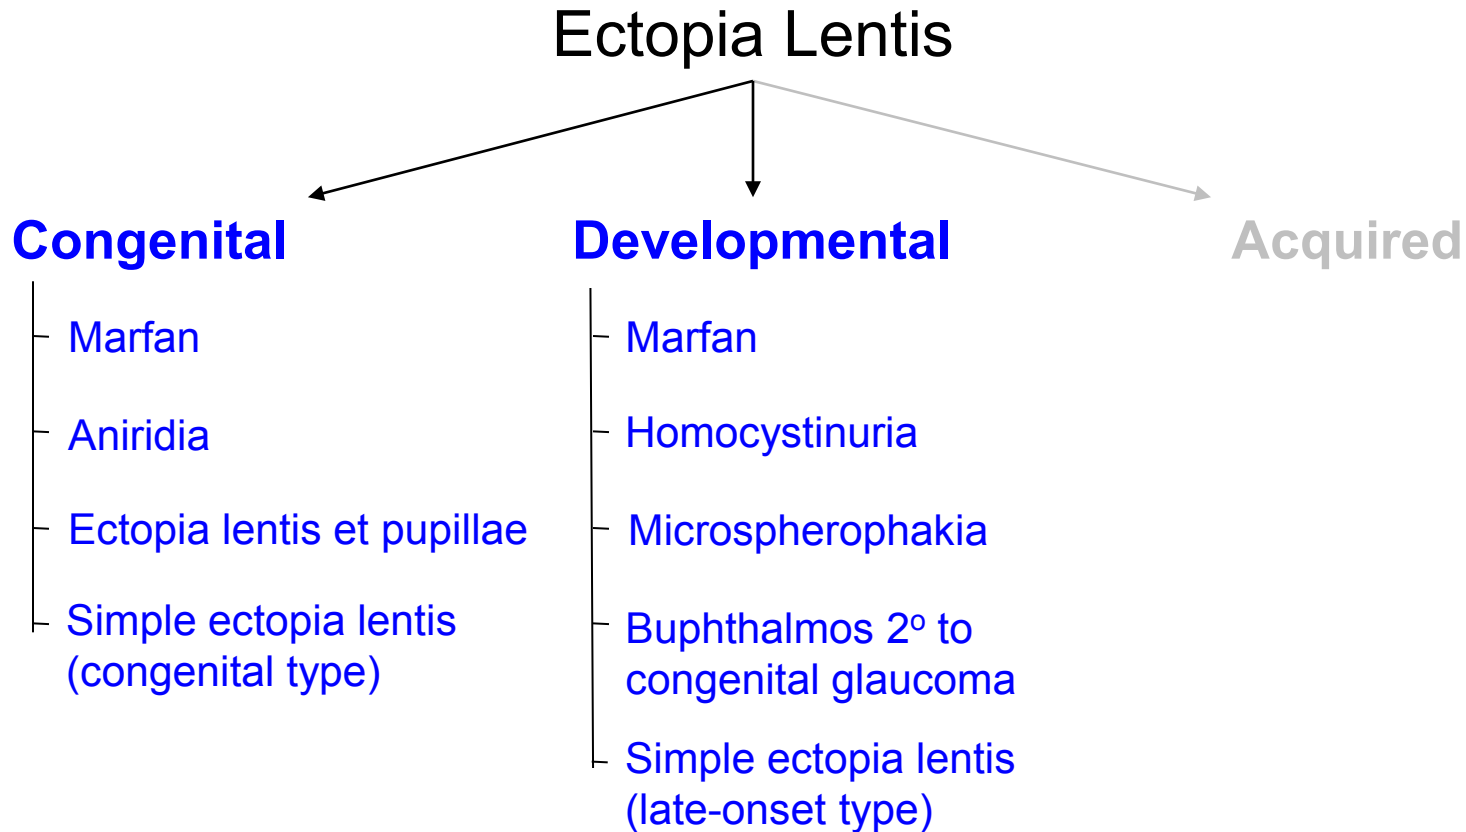 Ectopia Lentis
Congenital
Developmental
Acquired
Marfan
Aniridia
Ectopia lentis et pupillae
Simple ectopia lentis
(congenital type)
Marfan
Homocystinuria
Microspherophakia
Buphthalmos 2º to
congenital glaucoma
Simple ectopia lentis
(late-onset type)